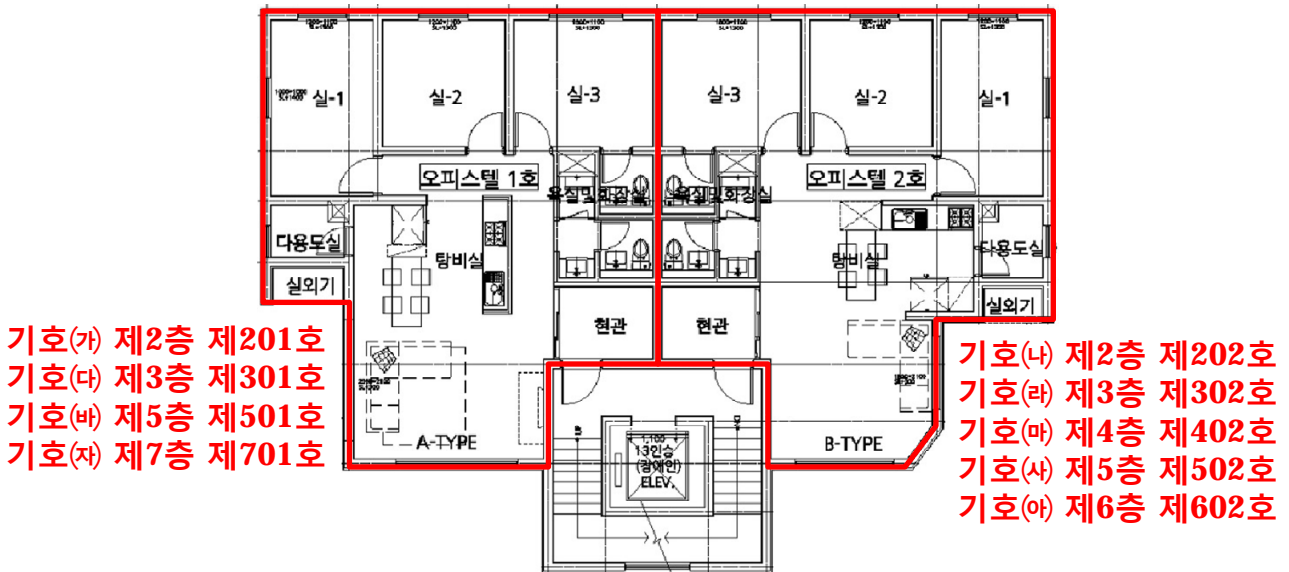 실-1
실-2
실-3
실-3
실-2
실-1
오피스텔 1호
오피스텔 2호
욕실및화장실
욕실및화장실
다용도실
탕비실
탕비실
다용도실
실외기
실외기
현관
현관
기호㈎ 제2층 제201호
기호㈐ 제3층 제301호
기호㈓ 제5층 제501호
기호㈖ 제7층 제701호
기호㈏ 제2층 제202호
기호㈑ 제3층 제302호
기호㈒ 제4층 제402호
기호㈔ 제5층 제502호
기호㈕ 제6층 제602호
A-TYPE
B-TYPE
1,100
13인승
(장애인)
ELEV.